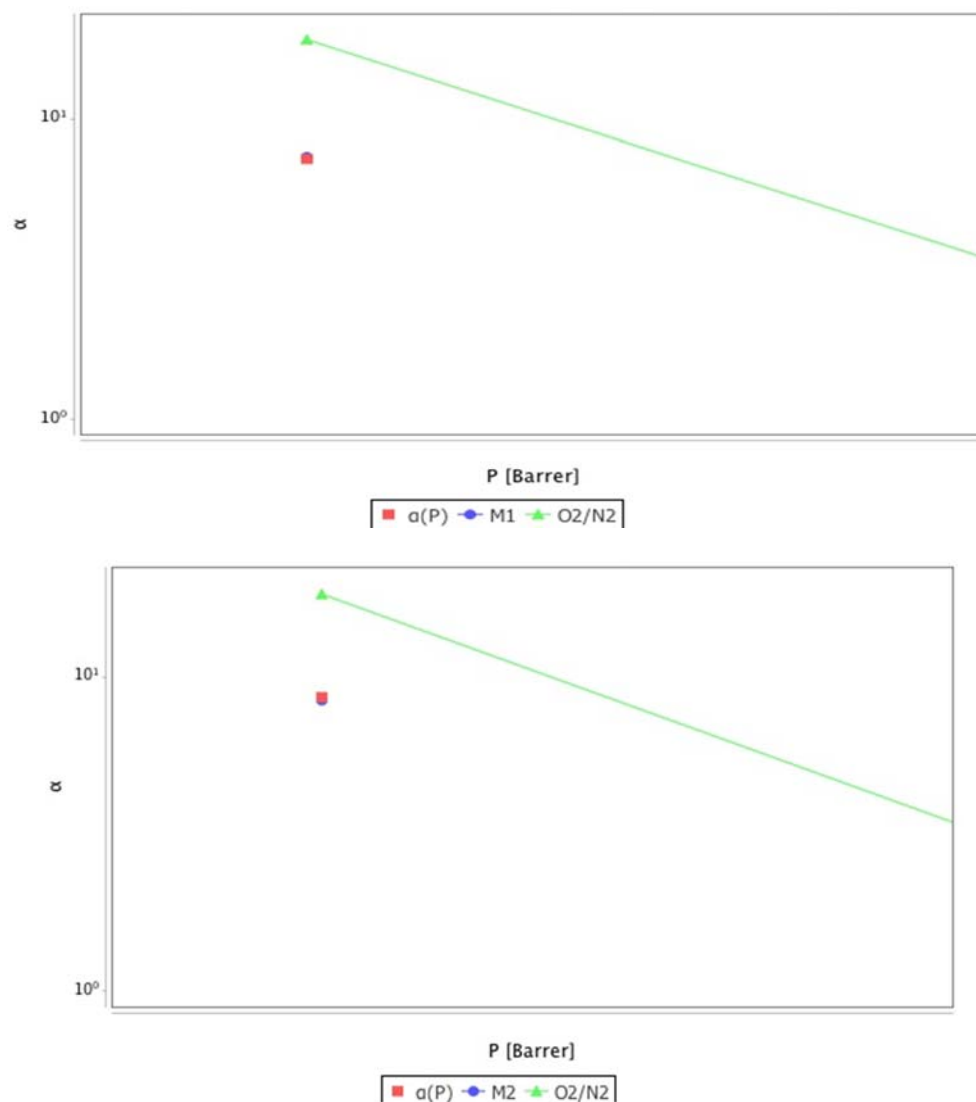 10¹
α
10⁰
P [Barrer]
α(P) M1 O2/N2
10¹
α
10⁰
P [Barrer]
α(P) M2 O2/N2